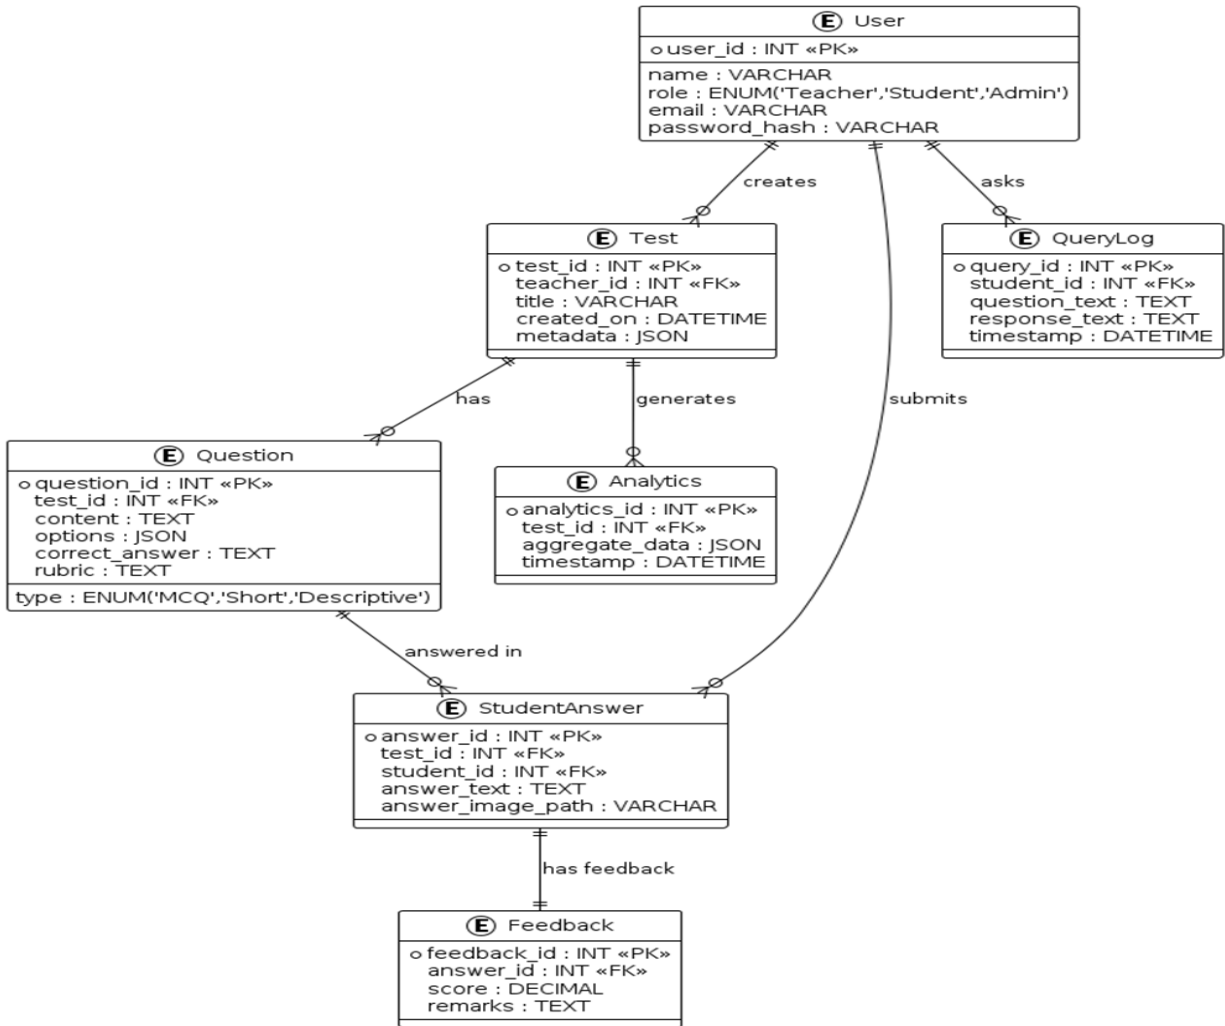 E User
user_id : INT «PK»
name : VARCHAR
role : ENUM('Teacher','Student','Admin')
email : VARCHAR
password_hash : VARCHAR
creates
asks
E Test
test_id : INT «PK»
teacher_id : INT «FK»
title : VARCHAR
created_on : DATETIME
metadata : JSON
E QueryLog
query_id : INT «PK»
student_id : INT «FK»
question_text : TEXT
response_text : TEXT
timestamp : DATETIME
has
generates
submits
E Question
question_id : INT «PK»
test_id : INT «FK»
content : TEXT
options : JSON
correct_answer : TEXT
rubric : TEXT
type : ENUM('MCQ','Short','Descriptive')
E Analytics
analytics_id : INT «PK»
test_id : INT «FK»
aggregate_data : JSON
timestamp : DATETIME
answered in
E StudentAnswer
answer_id : INT «PK»
test_id : INT «FK»
student_id : INT «FK»
answer_text : TEXT
answer_image_path : VARCHAR
has feedback
E Feedback
feedback_id : INT «PK»
answer_id : INT «FK»
score : DECIMAL
remarks : TEXT